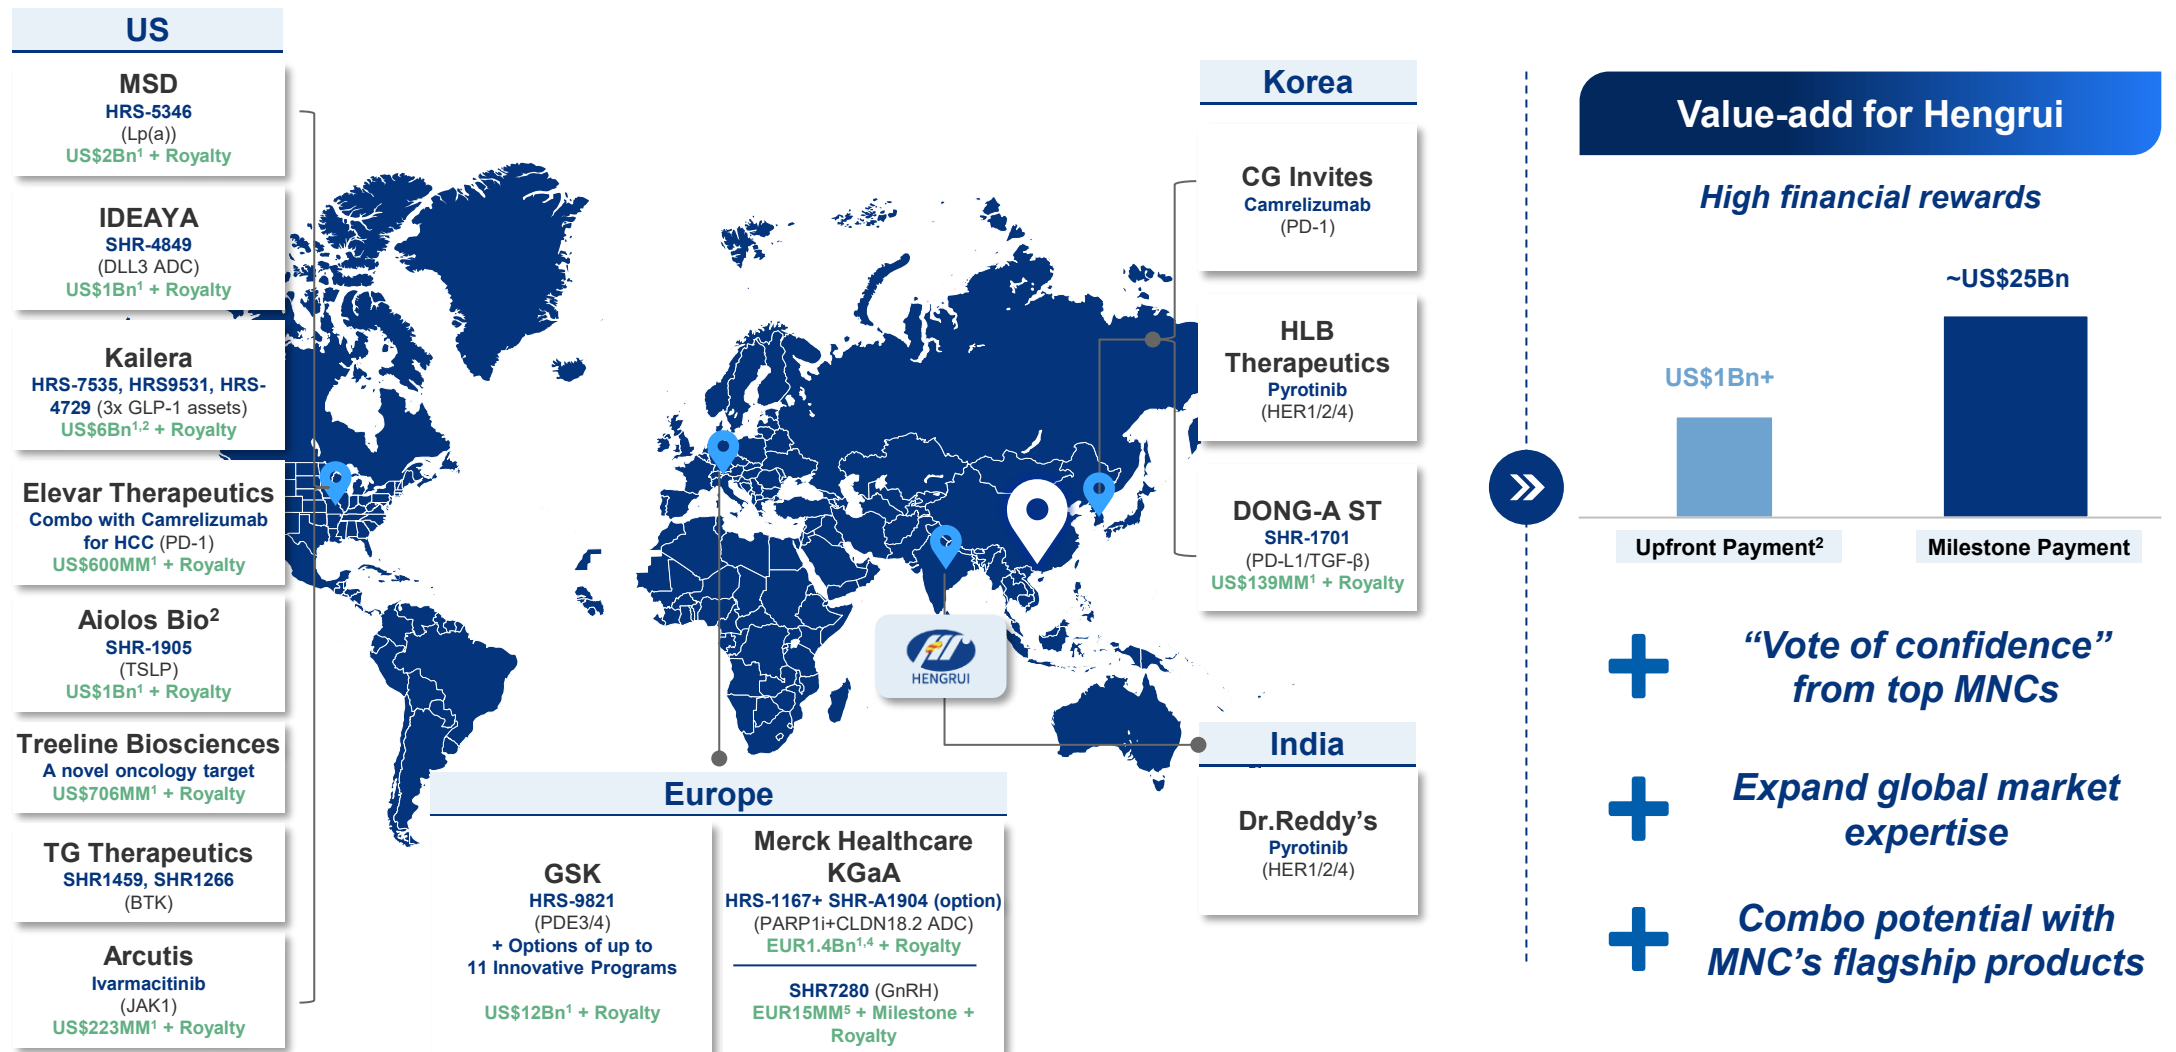 US
MSD
HRS-5346
(Lp(a))
US$2Bn¹ + Royalty
IDEAYA
SHR-4849
(DLL3 ADC)
US$1Bn¹ + Royalty
Kailera
HRS-7535, HRS9531, HRS-
4729 (3x GLP-1 assets)
US$6Bn¹,² + Royalty
Elevar Therapeutics
Combo with Camrelizumab
for HCC (PD-1)
US$600MM¹ + Royalty
Aiolos Bio²
SHR-1905
(TSLP)
US$1Bn¹ + Royalty
Treeline Biosciences
A novel oncology target
US$706MM¹ + Royalty
TG Therapeutics
SHR1459, SHR1266
(BTK)
Arcutis
Ivarmacitinib
(JAK1)
US$223MM¹ + Royalty
Europe
GSK
HRS-9821
(PDE3/4)
+ Options of up to
11 Innovative Programs
US$12Bn¹ + Royalty
Merck Healthcare
KGaA
HRS-1167+ SHR-A1904 (option)
(PARP1i+CLDN18.2 ADC)
EUR1.4Bn¹,⁴ + Royalty
SHR7280 (GnRH)
EUR15MM⁵ + Milestone +
Royalty
HENGRUI
Korea
CG Invites
Camrelizumab
(PD-1)
HLB
Therapeutics
Pyrotinib
(HER1/2/4)
DONG-A ST
SHR-1701
(PD-L1/TGF-β)
US$139MM¹ + Royalty
India
Dr.Reddy’s
Pyrotinib
(HER1/2/4)
Value-add for Hengrui
High financial rewards
US$1Bn+
~US$25Bn
Upfront Payment²
Milestone Payment
“Vote of confidence”
from top MNCs
Expand global market
expertise
Combo potential with
MNC’s flagship products